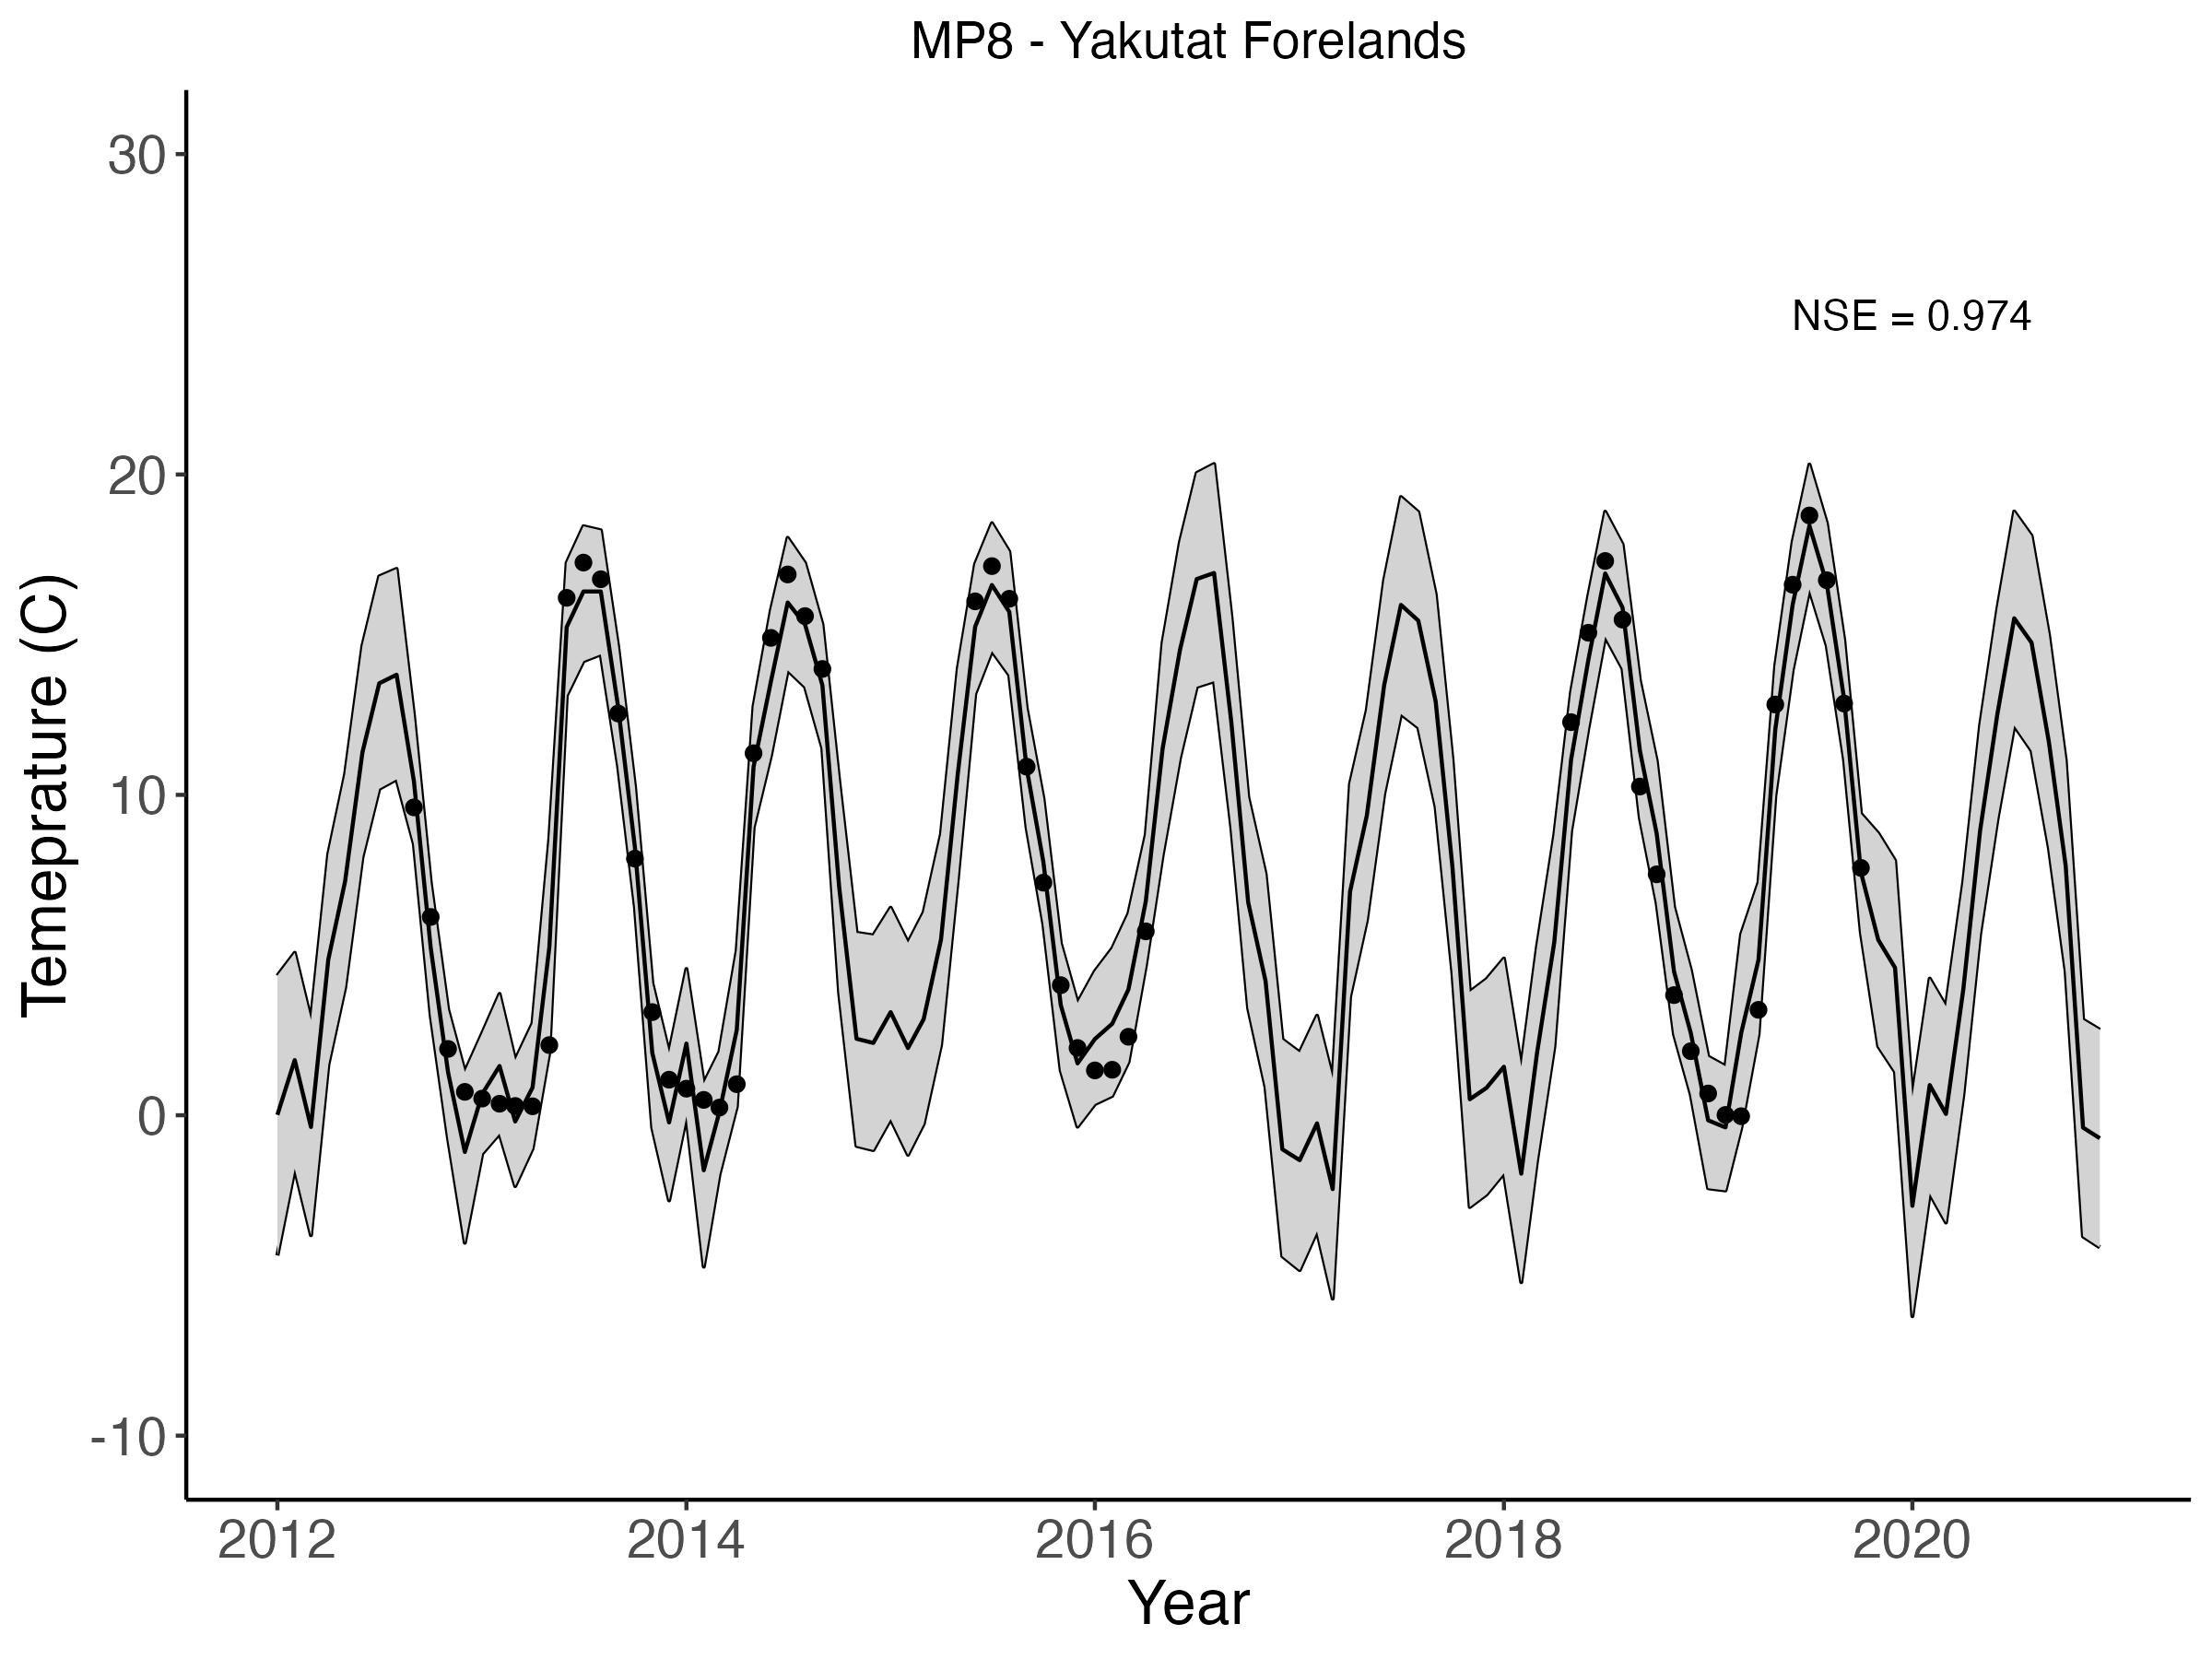 MP8 - Yakutat Forelands
30
20
10
0
-10
Temeprature (C)
NSE = 0.974
2012 2014 2016 2018 2020
Year